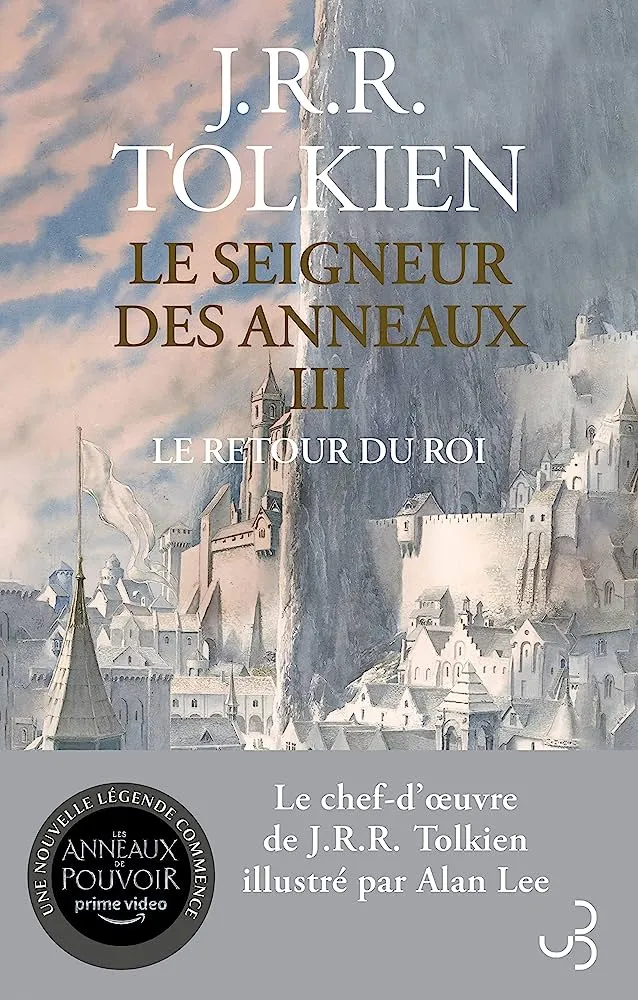 J.R.R.
TOLKIEN
LE SEIGNEUR
DES ANNEAUX
III
LE RETOUR DU ROI
UNE NOUVELLE LÉGENDE COMMENCE
LES
ANNEAUX
DE
POUVOIR
prime video
Le chef-d’œuvre
de J.R.R. Tolkien
illustré par Alan Lee